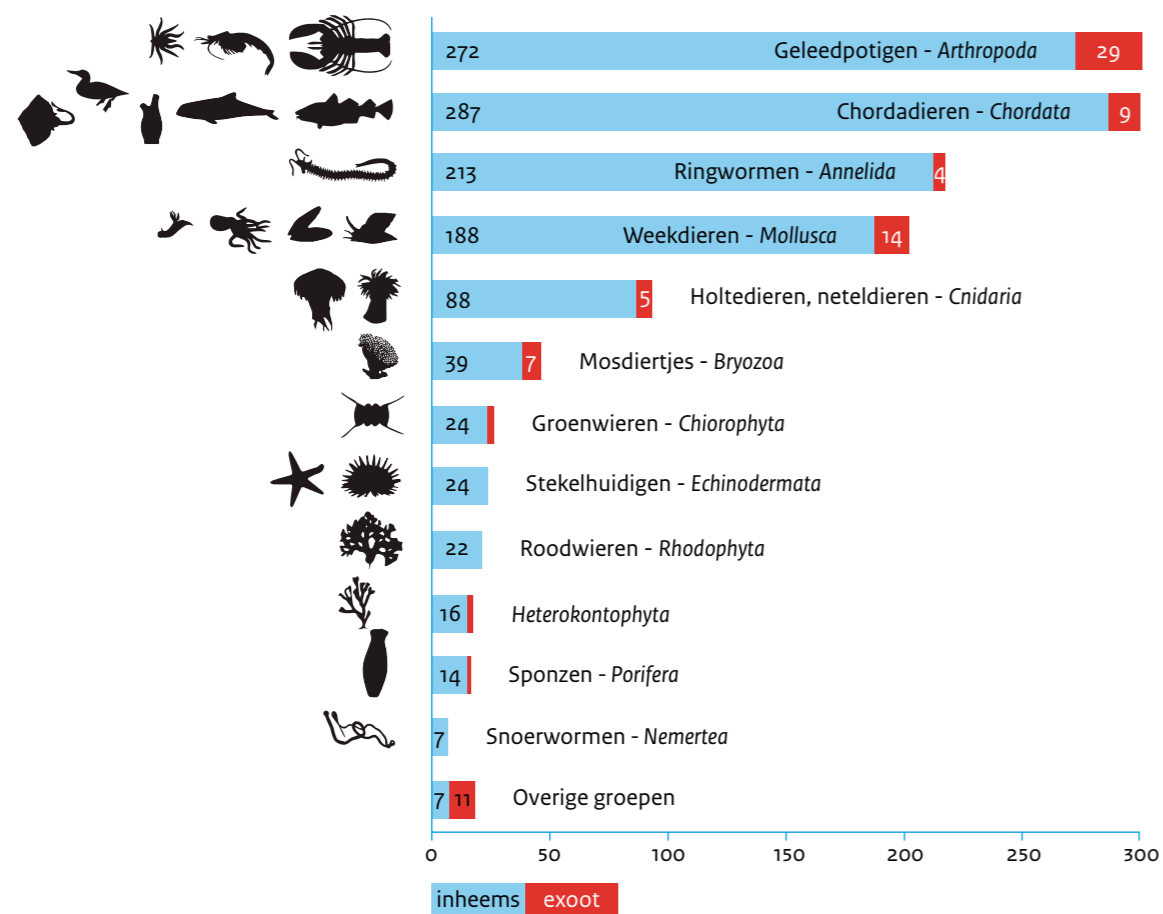 272 Geleedpotigen - Arthropoda 29
287 Chordadieren - Chordata 9
213 Ringwormen - Annelida 4
188 Weekdieren - Mollusca 14
88 5 Holtedieren, neteldieren - Cnidaria
39 7 Mosdiertjes - Bryozoa
24 Groenwieren - Chiorophyta
24 Stekelhuidigen - Echinodermata
22 Roodwieren - Rhodophyta
16 Heterokontophyta
14 Sponzen - Porifera
7 Snoerwormen - Nemertea
7 11 Overige groepen
0 50 100 150 200 250 300
inheems exoot